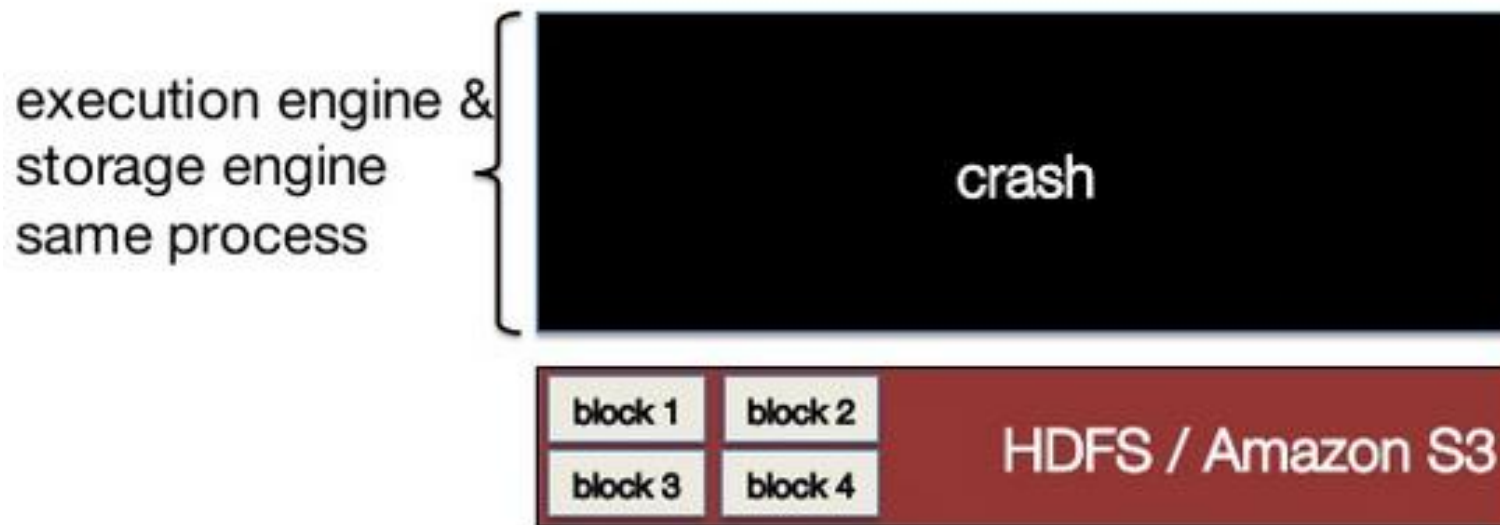 execution engine &
storage engine
same process
crash
block 1
block 2
block 3
block 4
HDFS / Amazon S3